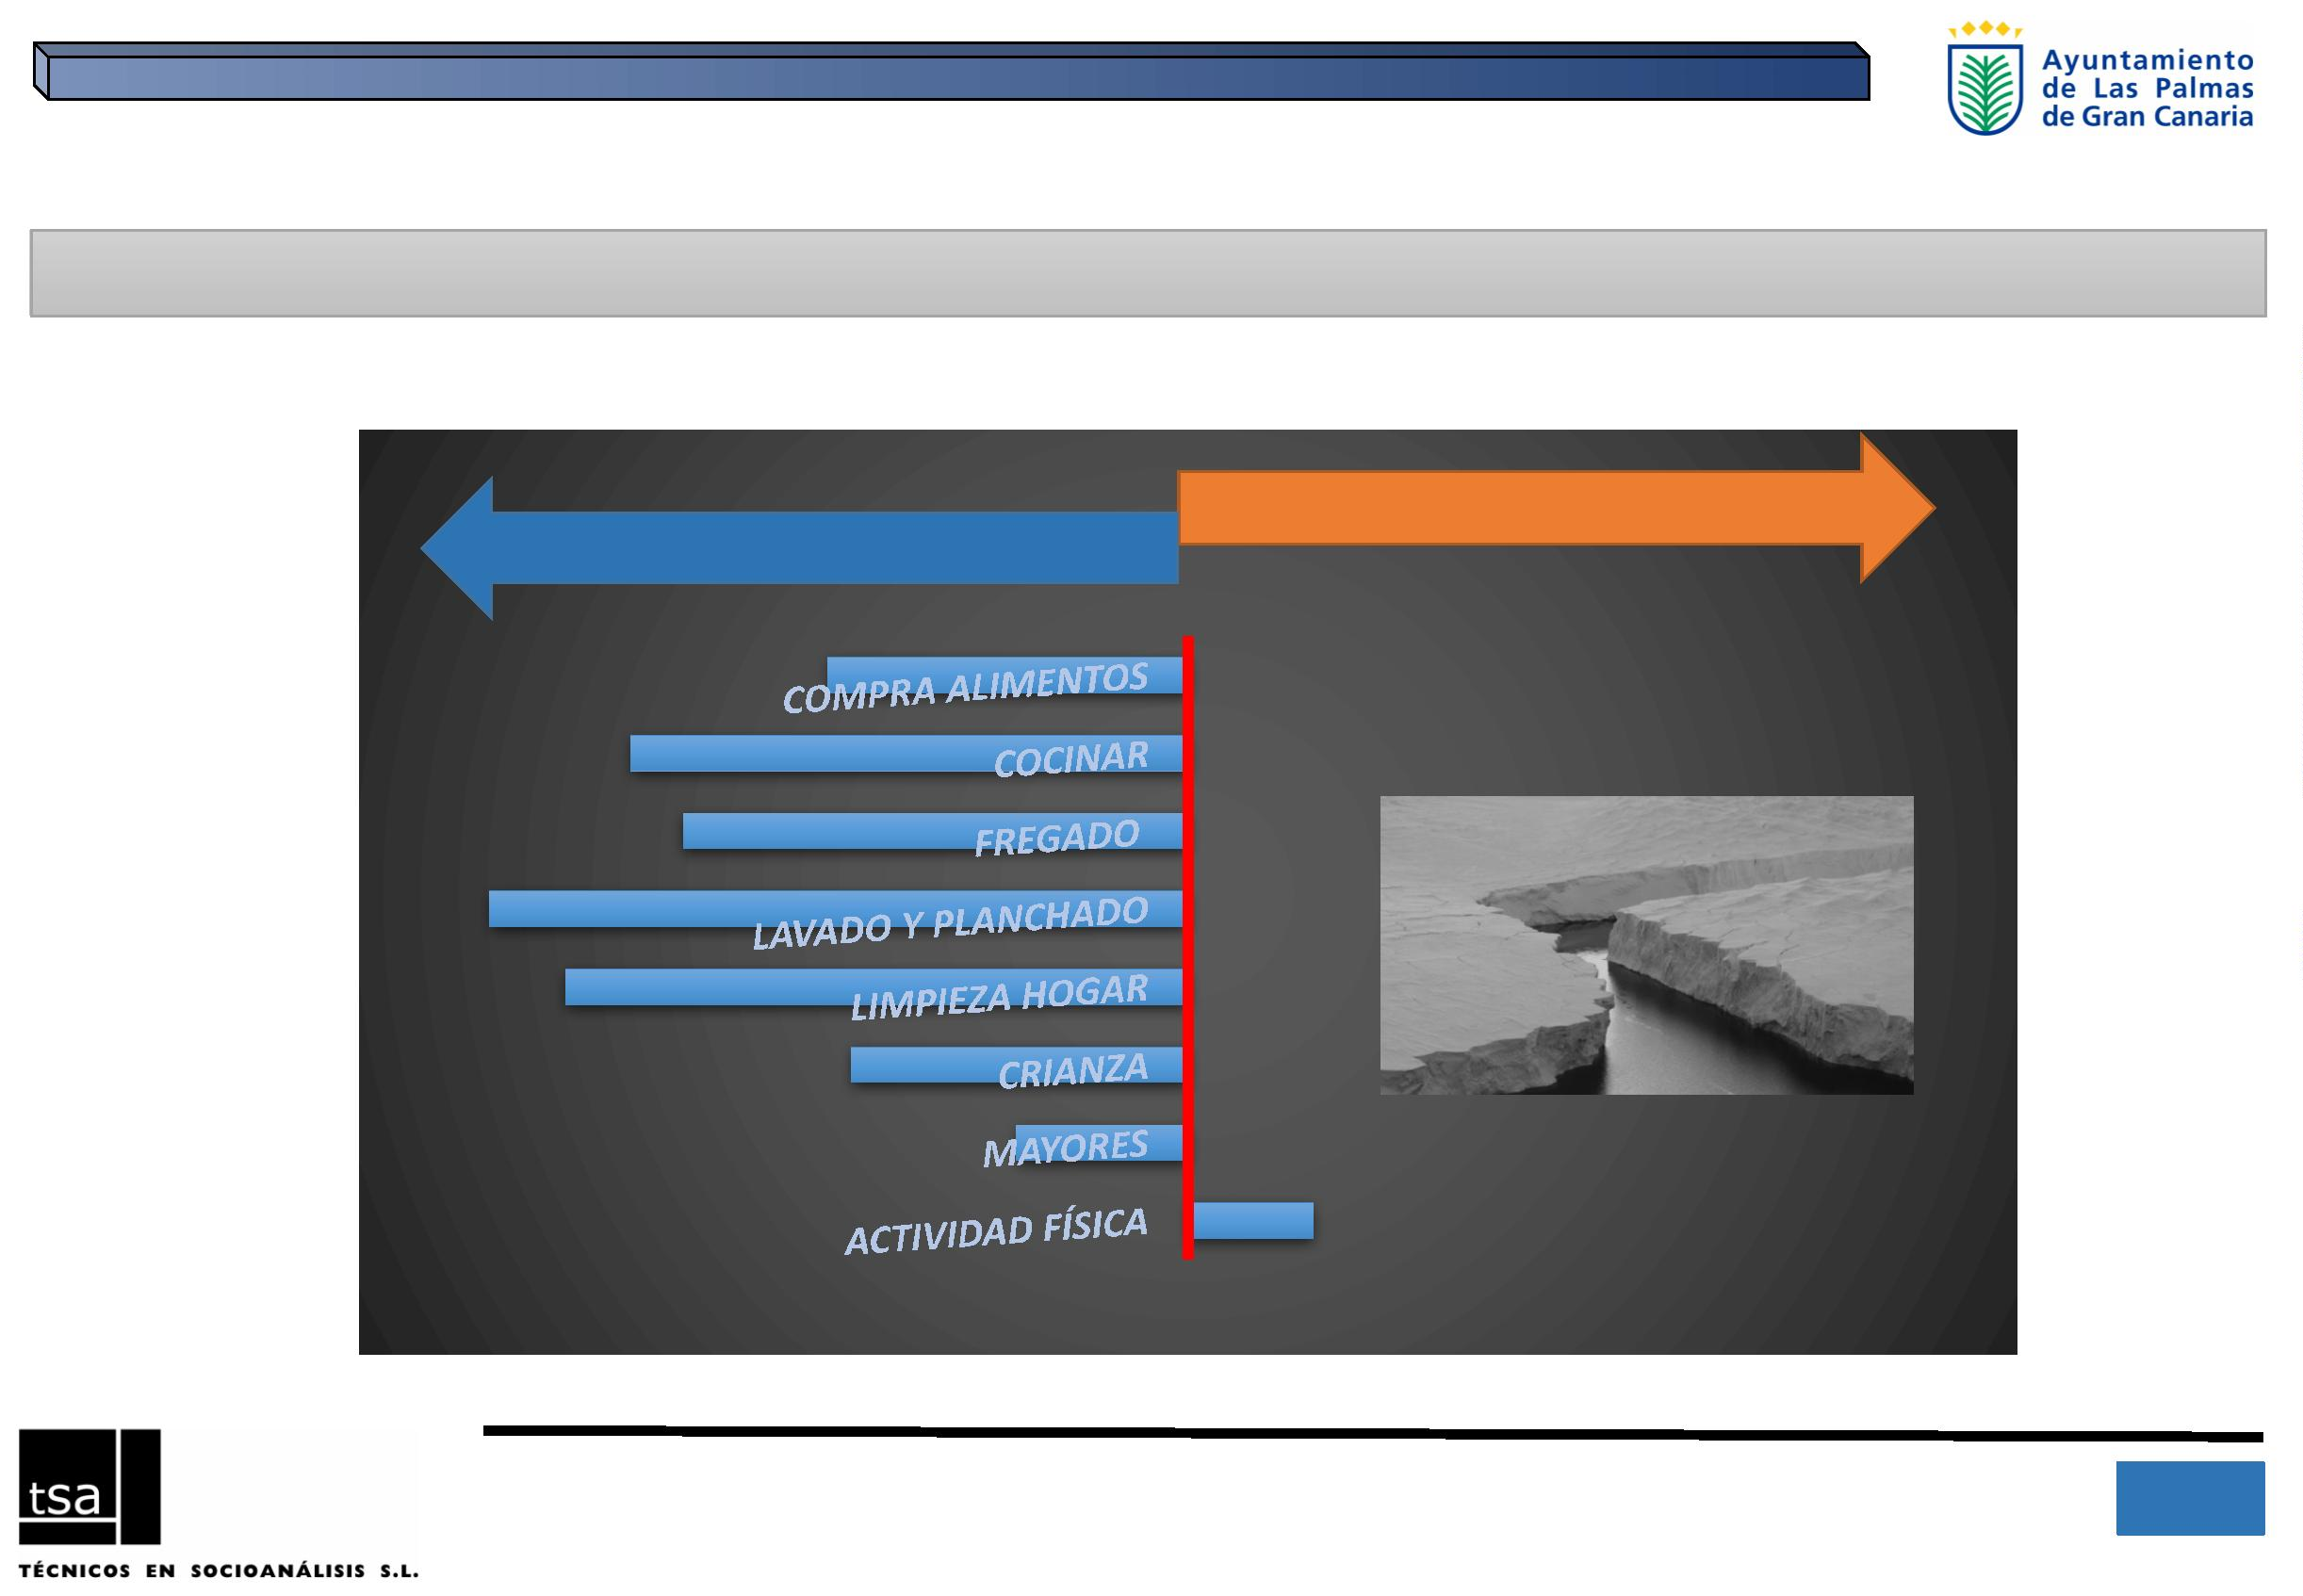 Ayuntamiento
de Las Palmas
de Gran Canaria
COMPRA ALIMENTOS
COCINAR
FREGADO
LAVADO Y PLANCHADO
LIMPIEZA HOGAR
CRIANZA
MAYORES
ACTIVIDAD FÍSICA
tsa
TÉCNICOS EN SOCIOANÁLISIS S.L.